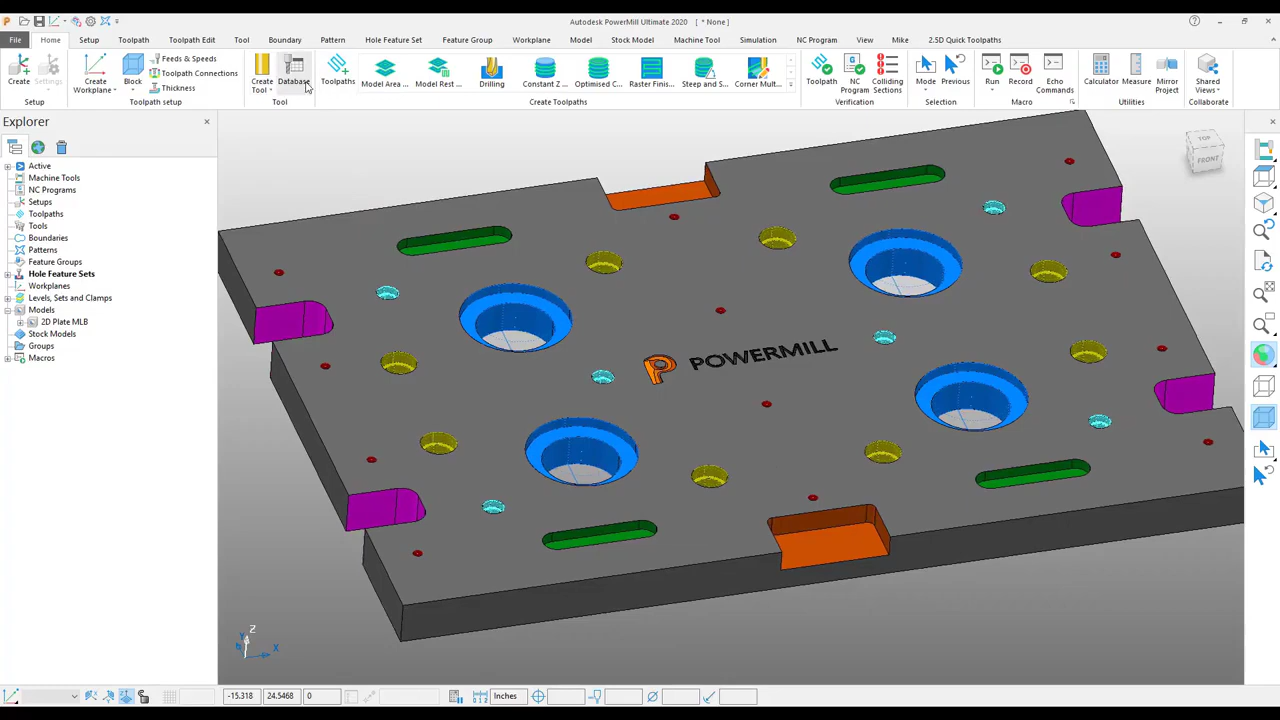 Autodesk PowerMill Ultimate 2020 [ * None ]
File Home Setup Toolpath Toolpath Edit Tool Boundary Pattern Hole Feature Set Feature Group Workplane Model Stock Model Machine Tool Simulation NC Program View Mike 2.5D Quick Toolpaths
Create Settings Create Workplane Block Feeds & Speeds Toolpath Connections Thickness Create Tool Database Toolpaths Model Area ... Model Rest ... Drilling Constant Z ... Optimised C... Raster Finis... Steep and S... Corner Mult... Toolpath NC Program Colliding Sections Mode Previous Run Record Echo Commands Calculator Measure Mirror Project Shared Views
Setup Toolpath setup Tool Create Toolpaths Verification Selection Macro Utilities Collaborate
Explorer
Active
Machine Tools
NC Programs
Setups
Toolpaths
Tools
Boundaries
Patterns
Feature Groups
Hole Feature Sets
Workplanes
Levels, Sets and Clamps
Models
2D Plate MLB
Stock Models
Groups
Macros
TOP
FRONT
POWERMILL
Z
Y
X
-15.318 24.5468 0 Inches